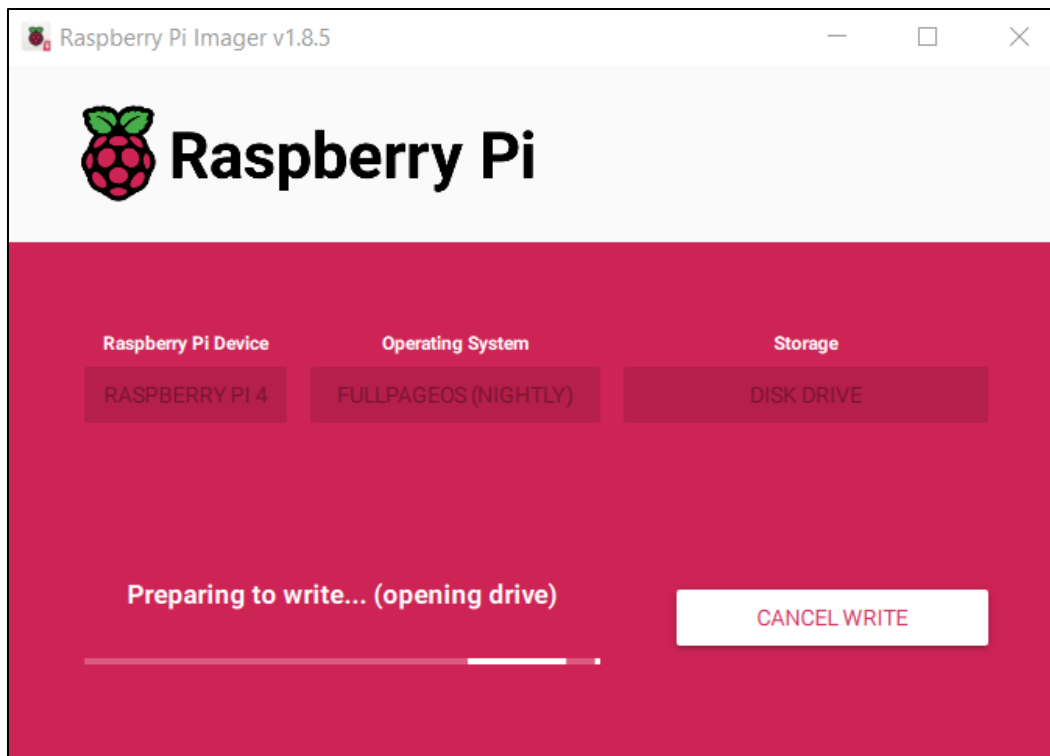 Raspberry Pi Imager v1.8.5
Raspberry Pi
Raspberry Pi Device
Operating System
Storage
RASPBERRY PI 4
FULLPAGEOS (NIGHTLY)
DISK DRIVE
Preparing to write... (opening drive)
CANCEL WRITE